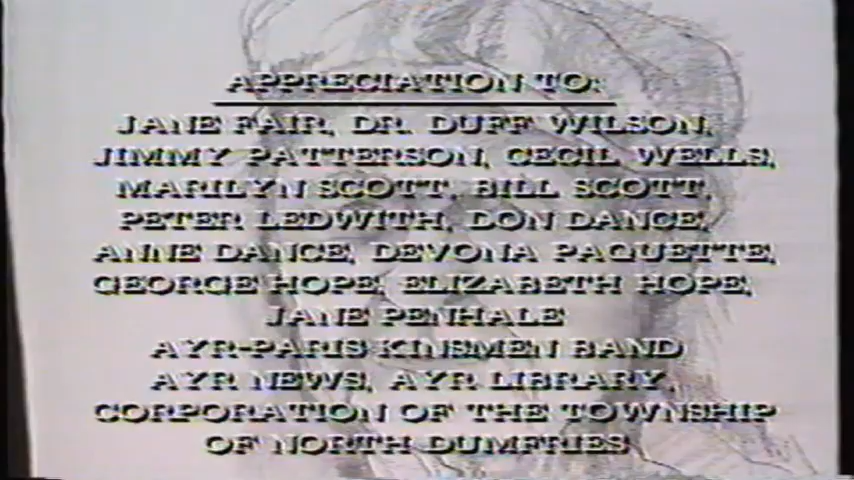 APPRECIATION TO:
JANE FAIR, DR. DUFF WILSON,
JIMMY PATTERSON, CECIL WELLS,
MARILYN SCOTT, BILL SCOTT,
PETER LEDWITH, DON DANCE,
ANNE DANCE, DEVONA PAQUETTE,
GEORGE HOPE, ELIZABETH HOPE,
JANE PENHALE
AYR-PARIS KINSMEN BAND
AYR NEWS, AYR LIBRARY,
CORPORATION OF THE TOWNSHIP
OF NORTH DUMFRIES